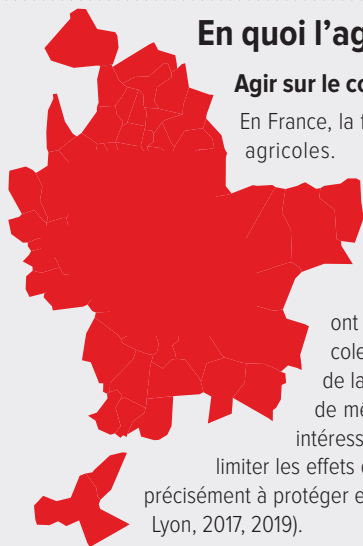 En quoi l’ag
Agir sur le co
En France, la f
agricoles.
ont
cole
de la
de mé
intéress
limiter les effets
précisément à protéger e
Lyon, 2017, 2019).